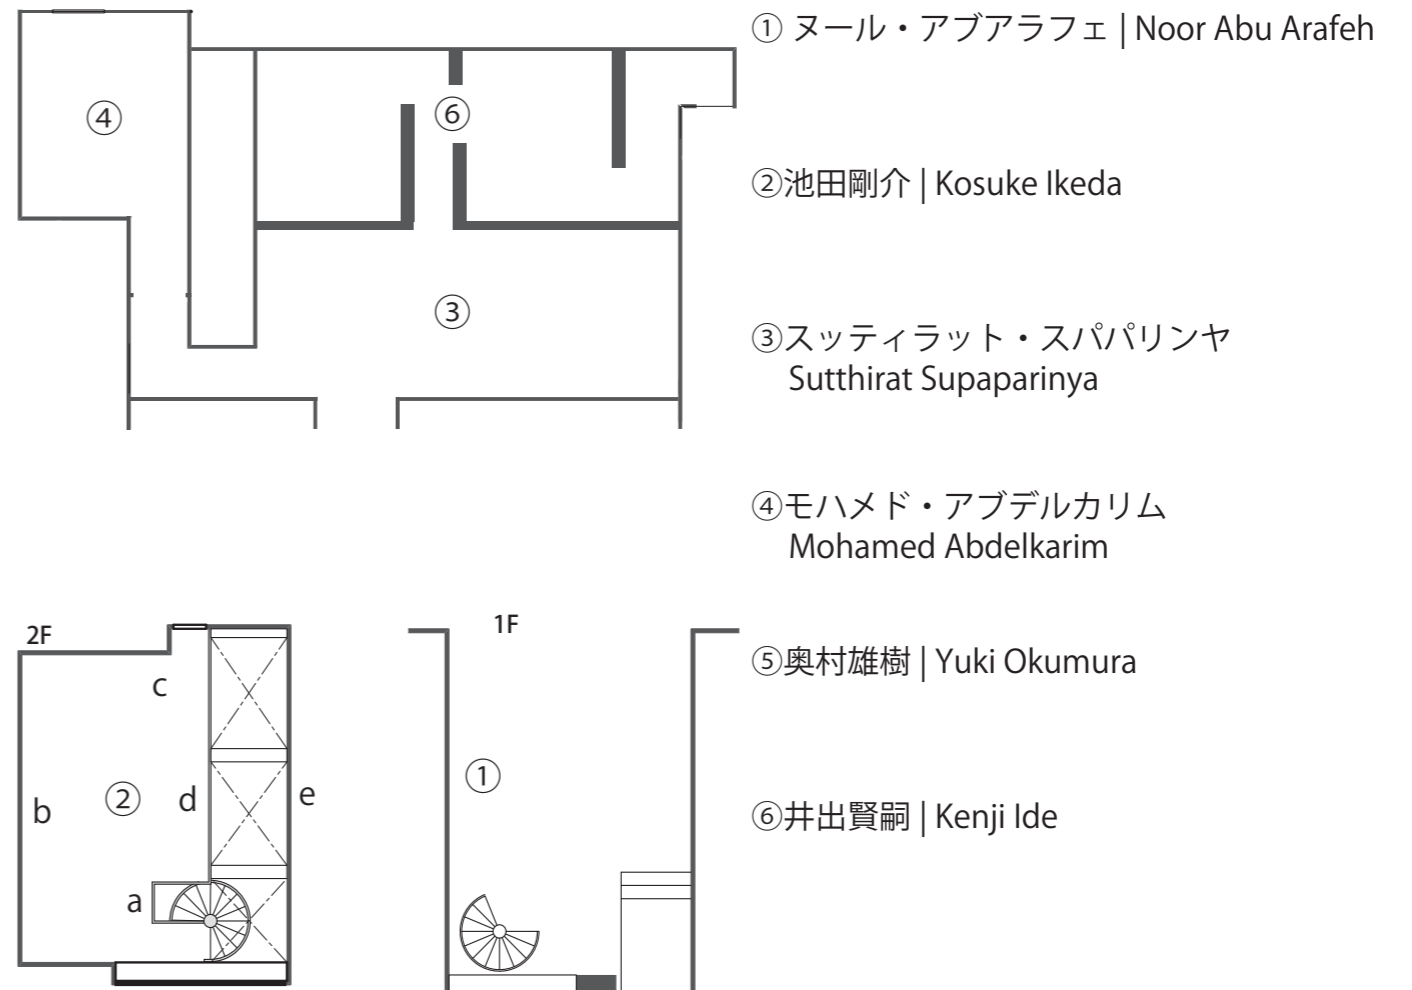 ① ヌール・アブアラフェ | Noor Abu Arafeh
②池田剛介 | Kosuke Ikeda
③スッティラット・スパパリンヤ
Sutthirat Supaparinya
④モハメド・アブデルカリム
Mohamed Abdelkarim
⑤奥村雄樹 | Yuki Okumura
⑥井出賢嗣 | Kenji Ide
④
⑥
③
2F
c
b
②
d
e
a
1F
①